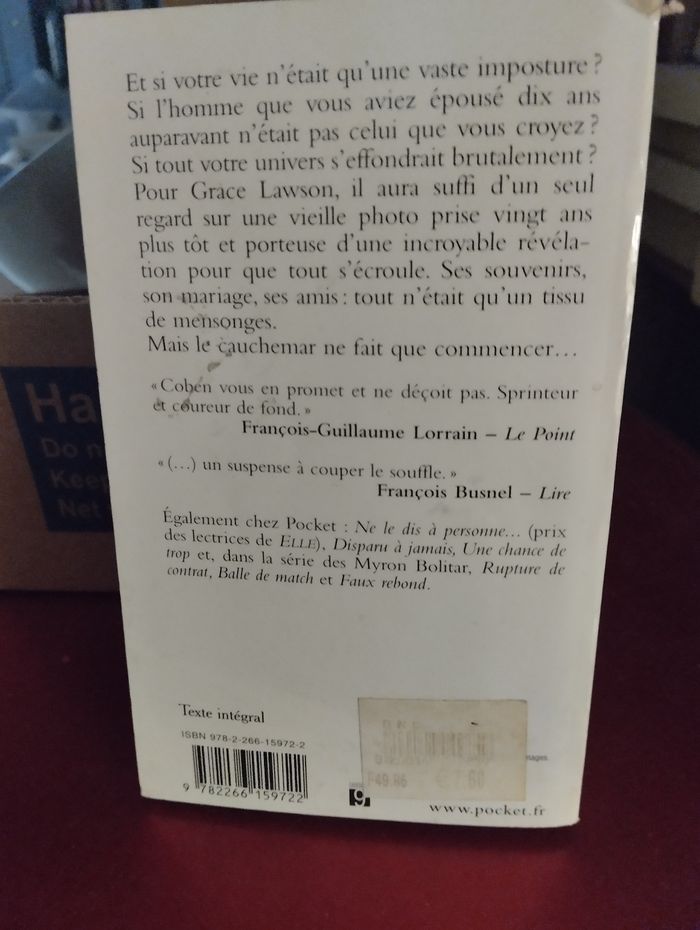 Et si votre vie n'était qu'une vaste imposture ?
Si l'homme que vous aviez épousé dix ans
auparavant n'était pas celui que vous croyez ?
Si tout votre univers s'effondrait brutalement ?
Pour Grace Lawson, il aura suffi d'un seul
regard sur une vieille photo prise vingt ans
plus tôt et porteuse d'une incroyable révéla-
tion pour que tout s'écroule. Ses souvenirs,
son mariage, ses amis : tout n'était qu'un tissu
de mensonges.
Mais le cauchemar ne fait que commencer...
« Coben vous en promet et ne déçoit pas. Sprinteur
et coureur de fond. »
François-Guillaume Lorrain – Le Point
« (...) un suspense à couper le souffle. »
François Busnel – Lire
Également chez Pocket : Ne le dis à personne... (prix
des lectrices de ELLE), Disparu à jamais, Une chance de
trop et, dans la série des Myron Bolitar, Rupture de
contrat, Balle de match et Faux rebond.
Texte intégral
ISBN 978-2-266-15972-2
9 782266 159722
9
www.pocket.fr
Ha
Do n
Keep
Net